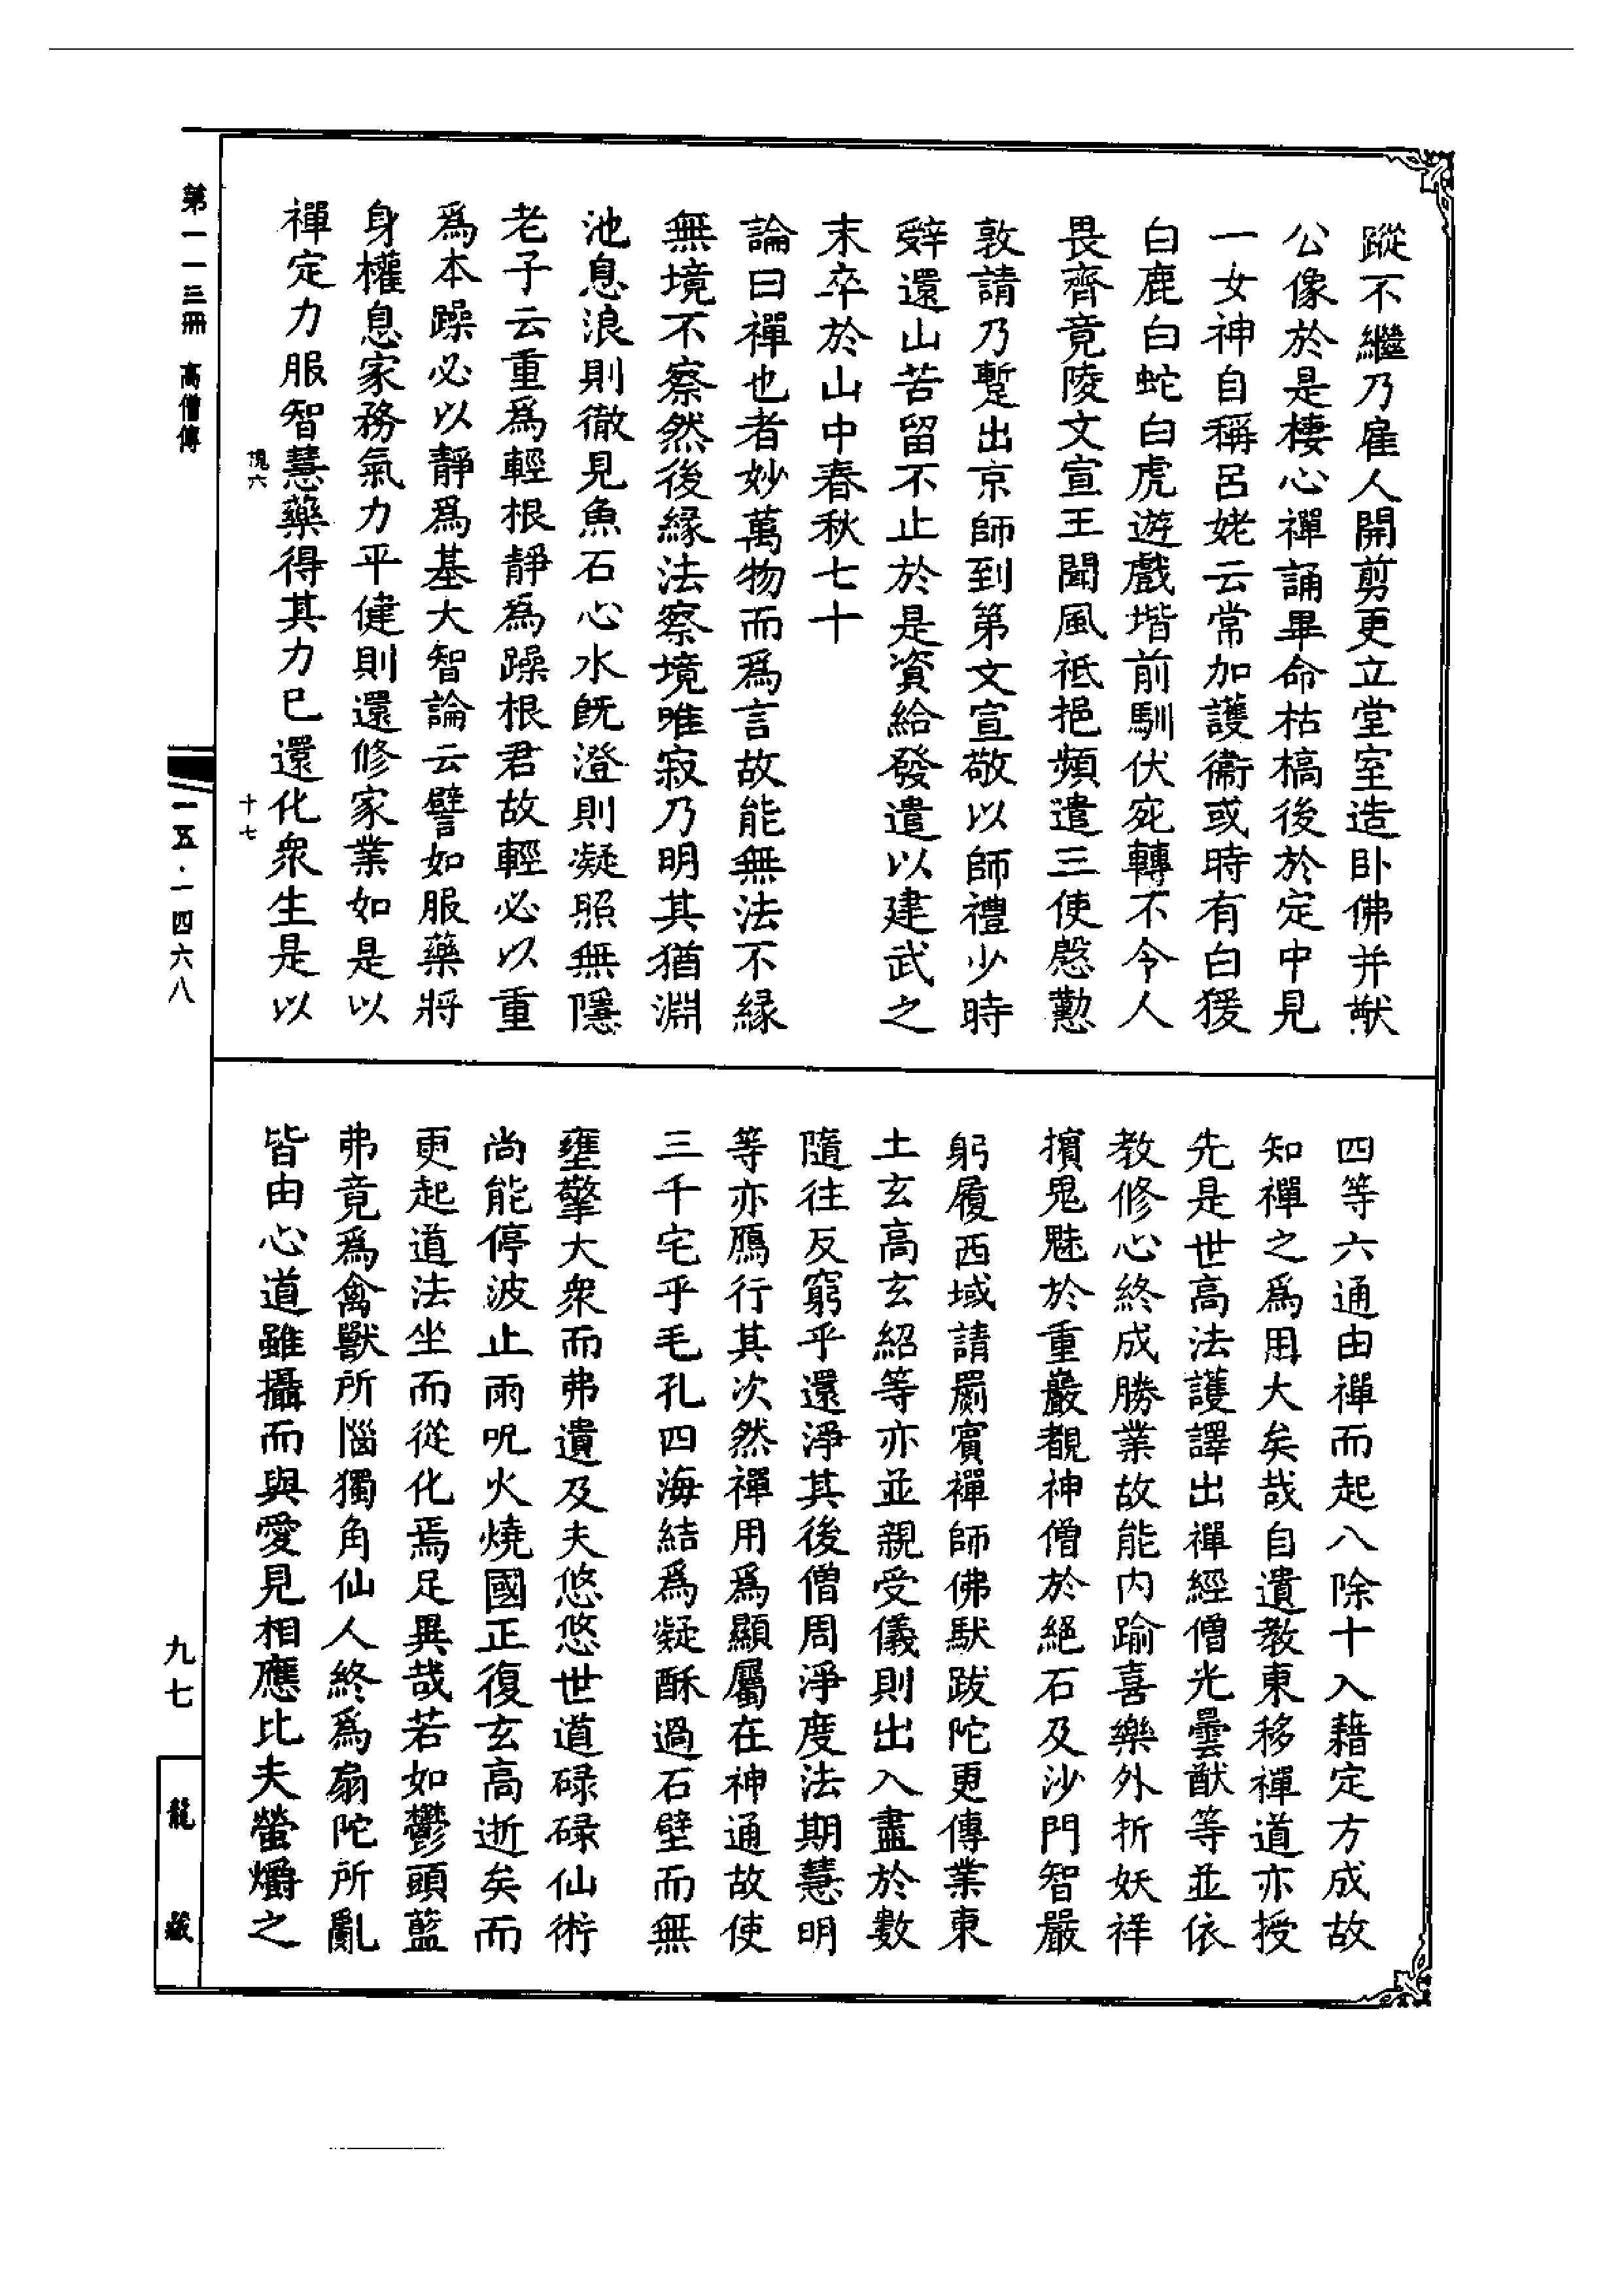 蹤不繼乃雇人開剪更立堂室造卧佛并猷
公像於是棲心禪誦畢命枯槁後於定中見
一女神自稱呂姥云常加護衞或時有白猨
白鹿白蛇白虎遊戲堦前馴伏宛轉不令人
畏齊竟陵文宣王聞風祇挹頻遣三使慇懃
敦請乃蹔出京師到第文宣敬以師禮少時
辤還山苦留不止於是資給發遣以建武之
末卒於山中春秋七十
論曰禪也者妙萬物而爲言故能無法不緣
無境不察然後緣法察境唯寂乃明其猶淵
池息浪則徹見魚石心水旣澄則凝照無隱
老子云重爲輕根靜爲躁根君故輕必以重
爲本躁必以靜爲基大智論云譬如服藥將
身權息家務氣力平健則還修家業如是以
禪定力服智慧藥得其力已還化衆生是以
四等六通由禪而起八除十入藉定方成故
知禪之爲用大矣哉自遺教東移禪道亦授
先是世高法護譯出禪經僧光曇猷等並依
教修心終成勝業故能内踰喜樂外折妖祥
擯鬼魅於重巖覩神僧於絕石及沙門智嚴
躬履西域請罽賓禪師佛馱跋陀更傳業東
土玄高玄紹等亦並親受儀則出入盡於數
隨往反窮乎還淨其後僧周淨度法期慧明
等亦鴈行其次然禪用爲顯屬在神通故使
三千宅乎毛孔四海結爲凝酥過石壁而無
壅擎大衆而弗遺及夫悠悠世道碌碌仙術
尚能停波止雨呪火燒國正復玄高逝矣而
更起道法坐而從化焉足異哉若如鬱頭藍
弗竟爲禽獸所惱獨角仙人終爲扇陀所亂
皆由心道雖攝而與愛見相應比夫螢爝之
第一一三冊 高僧傳
十七
一五·一四六八
九七
龍藏